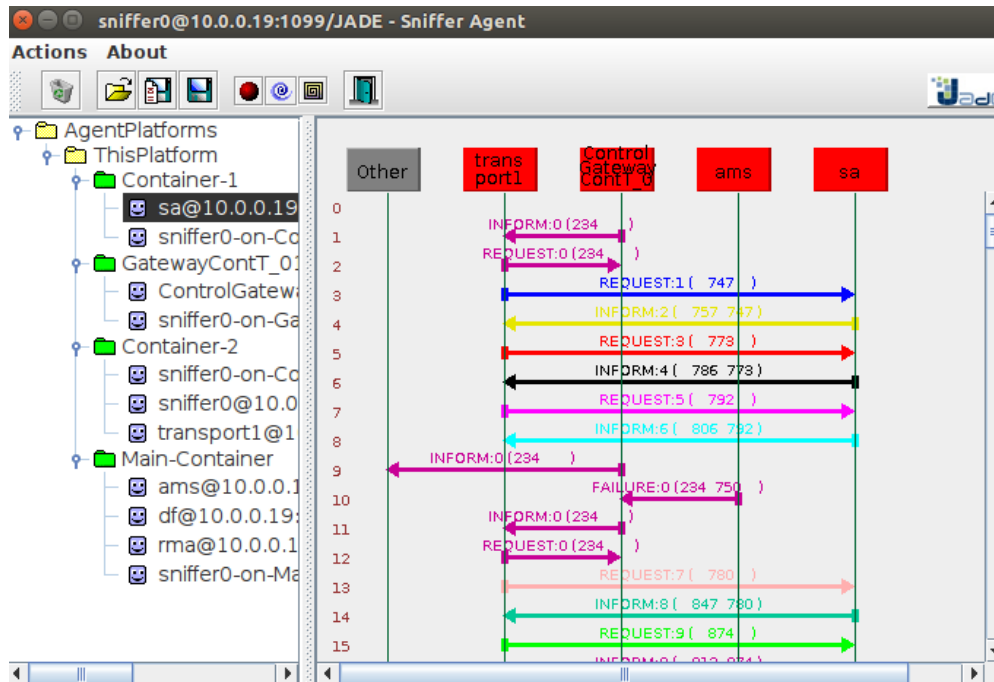 sniffer0@10.0.0.19:1099/JADE - Sniffer Agent
Actions About
Jade
AgentPlatforms
ThisPlatform
Container-1
sa@10.0.0.19
sniffer0-on-Co
GatewayContT_01
ControlGatewa
sniffer0-on-Ga
Container-2
sniffer0-on-Co
sniffer0@10.0
transport1@1
Main-Container
ams@10.0.0.1
df@10.0.0.19:
rma@10.0.0.1
sniffer0-on-Ma
Other
trans
port1
Control
Gateway
ContT_0
ams
sa
0
INFORM:0 (234 )
1
REQUEST:0 (234 )
2
REQUEST:1 ( 747 )
3
INFORM:2 ( 757 747)
4
REQUEST:3 ( 773 )
5
INFORM:4 ( 786 773)
6
REQUEST:5 ( 792 )
7
INFORM:6 ( 806 792)
8
INFORM:0 (234 )
9
FAILURE:0 (234 750 )
10
INFORM:0 (234 )
11
REQUEST:0 (234 )
12
REQUEST:7 ( 780 )
13
INFORM:8 ( 847 780)
14
REQUEST:9 ( 874 )
15